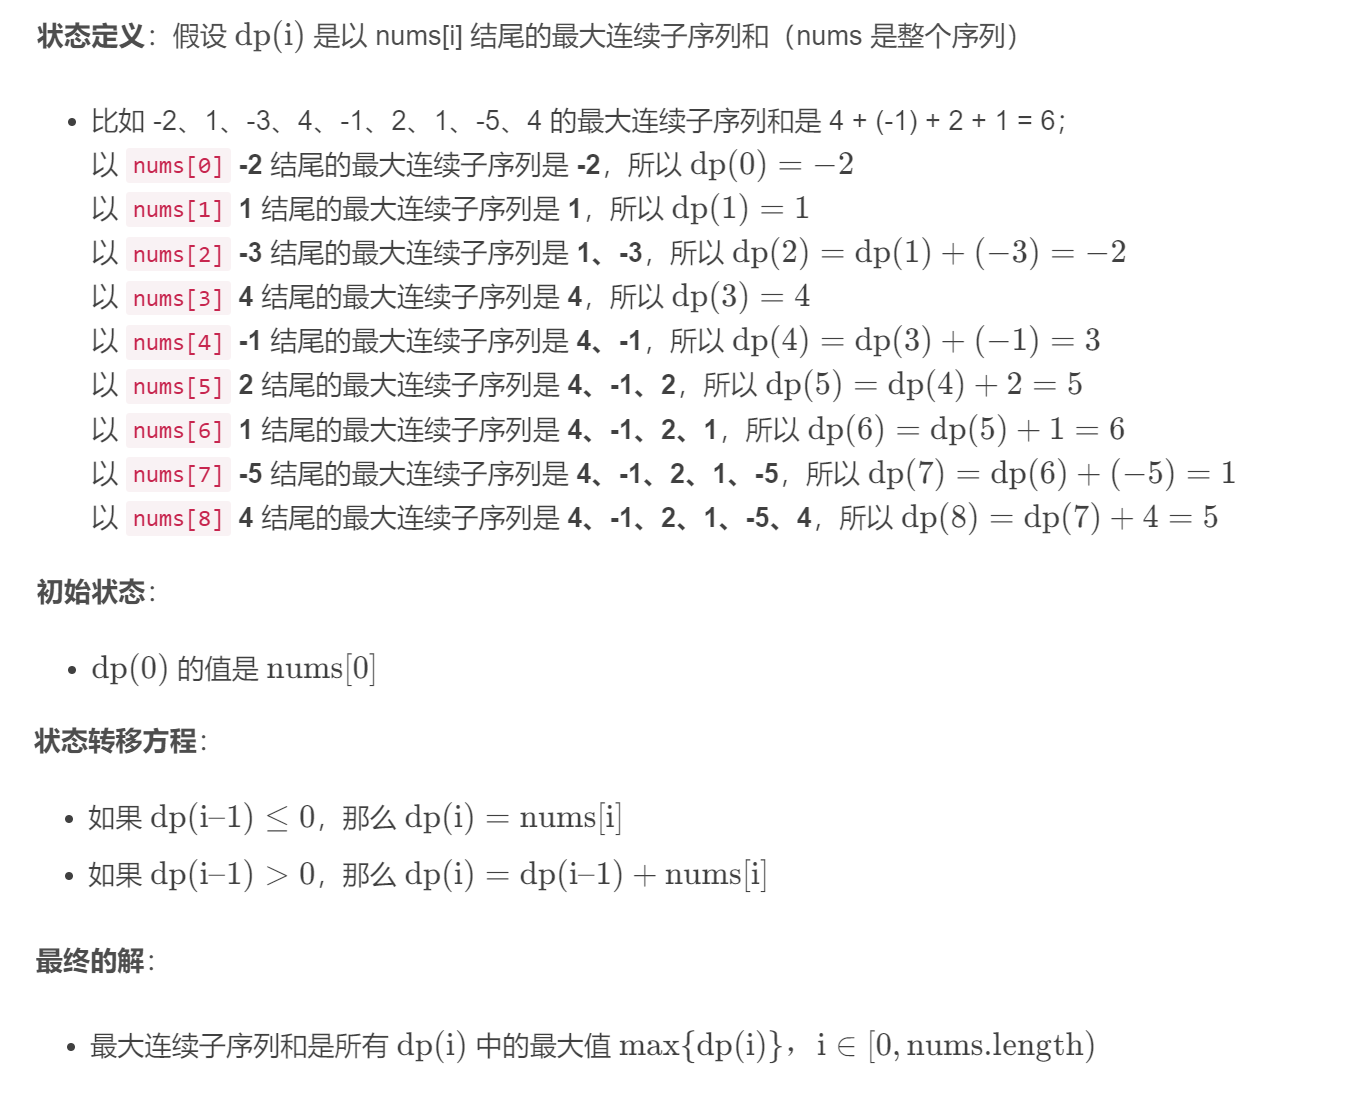 状态定义：假设 dp(i) 是以 nums[i] 结尾的最大连续子序列和（nums 是整个序列）
• 比如 -2、1、-3、4、-1、2、1、-5、4 的最大连续子序列和是 4 + (-1) + 2 + 1 = 6；
以 nums[0] -2 结尾的最大连续子序列是 -2，所以 dp(0) = −2
以 nums[1] 1 结尾的最大连续子序列是 1，所以 dp(1) = 1
以 nums[2] -3 结尾的最大连续子序列是 1、-3，所以 dp(2) = dp(1) + (−3) = −2
以 nums[3] 4 结尾的最大连续子序列是 4，所以 dp(3) = 4
以 nums[4] -1 结尾的最大连续子序列是 4、-1，所以 dp(4) = dp(3) + (−1) = 3
以 nums[5] 2 结尾的最大连续子序列是 4、-1、2，所以 dp(5) = dp(4) + 2 = 5
以 nums[6] 1 结尾的最大连续子序列是 4、-1、2、1，所以 dp(6) = dp(5) + 1 = 6
以 nums[7] -5 结尾的最大连续子序列是 4、-1、2、1、-5，所以 dp(7) = dp(6) + (−5) = 1
以 nums[8] 4 结尾的最大连续子序列是 4、-1、2、1、-5、4，所以 dp(8) = dp(7) + 4 = 5
初始状态：
• dp(0) 的值是 nums[0]
状态转移方程：
• 如果 dp(i–1) ≤ 0，那么 dp(i) = nums[i]
• 如果 dp(i–1) > 0，那么 dp(i) = dp(i–1) + nums[i]
最终的解：
• 最大连续子序列和是所有 dp(i) 中的最大值 max{dp(i)}，i ∈ [0, nums.length)